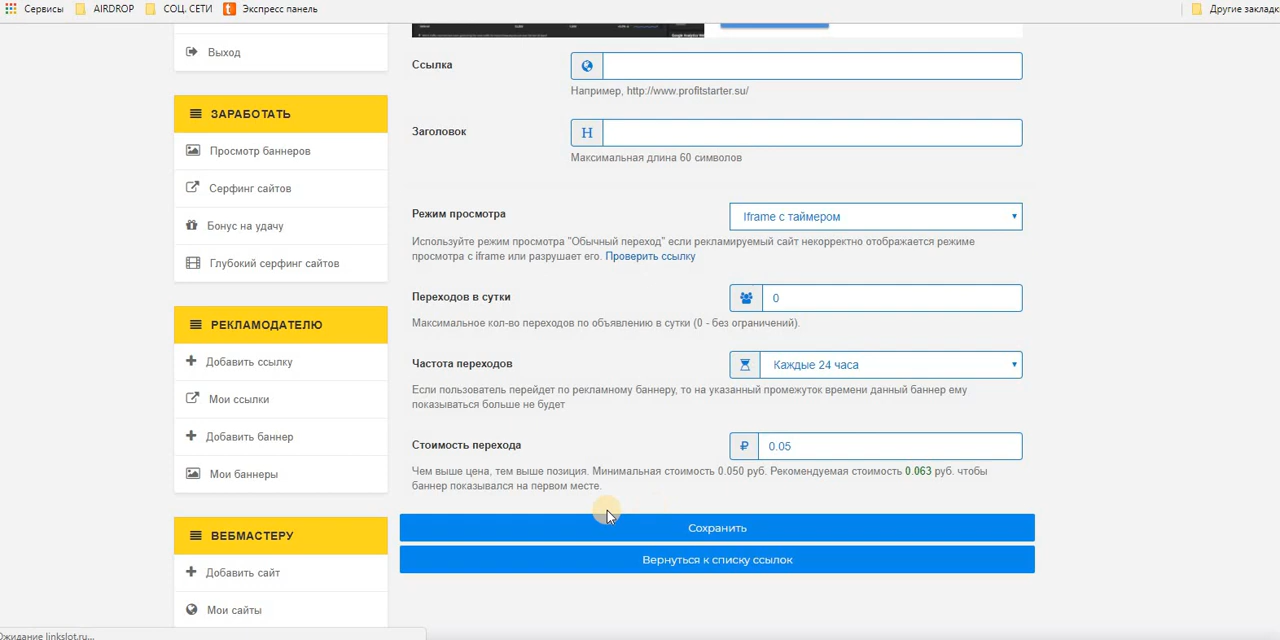 Сервисы AIRDROP СОЦ. СЕТИ Экспресс панель Другие закладк
Выход
ЗАРАБОТАТЬ
Просмотр баннеров
Серфинг сайтов
Бонус на удачу
Глубокий серфинг сайтов
РЕКЛАМОДАТЕЛЮ
Добавить ссылку
Мои ссылки
Добавить баннер
Мои баннеры
ВЕБМАСТЕРУ
Добавить сайт
Мои сайты
Ссылка
Например, http://www.profitstarter.su/
Заголовок
H
Максимальная длина 60 символов
Режим просмотра
Iframe с таймером
Используйте режим просмотра "Обычный переход" если рекламируемый сайт некорректно отображается режиме
просмотра с iframe или разрушает его. Проверить ссылку
Переходов в сутки
0
Максимальное кол-во переходов по объявлению в сутки (0 - без ограничений).
Частота переходов
Каждые 24 часа
Если пользователь перейдет по рекламному баннеру, то на указанный промежуток времени данный баннер ему
показываться больше не будет
Стоимость перехода
₽ 0.05
Чем выше цена, тем выше позиция. Минимальная стоимость 0.050 руб. Рекомендуемая стоимость 0.063 руб. чтобы
баннер показывался на первом месте.
Сохранить
Вернуться к списку ссылок
Ожидание linkslot.ru...